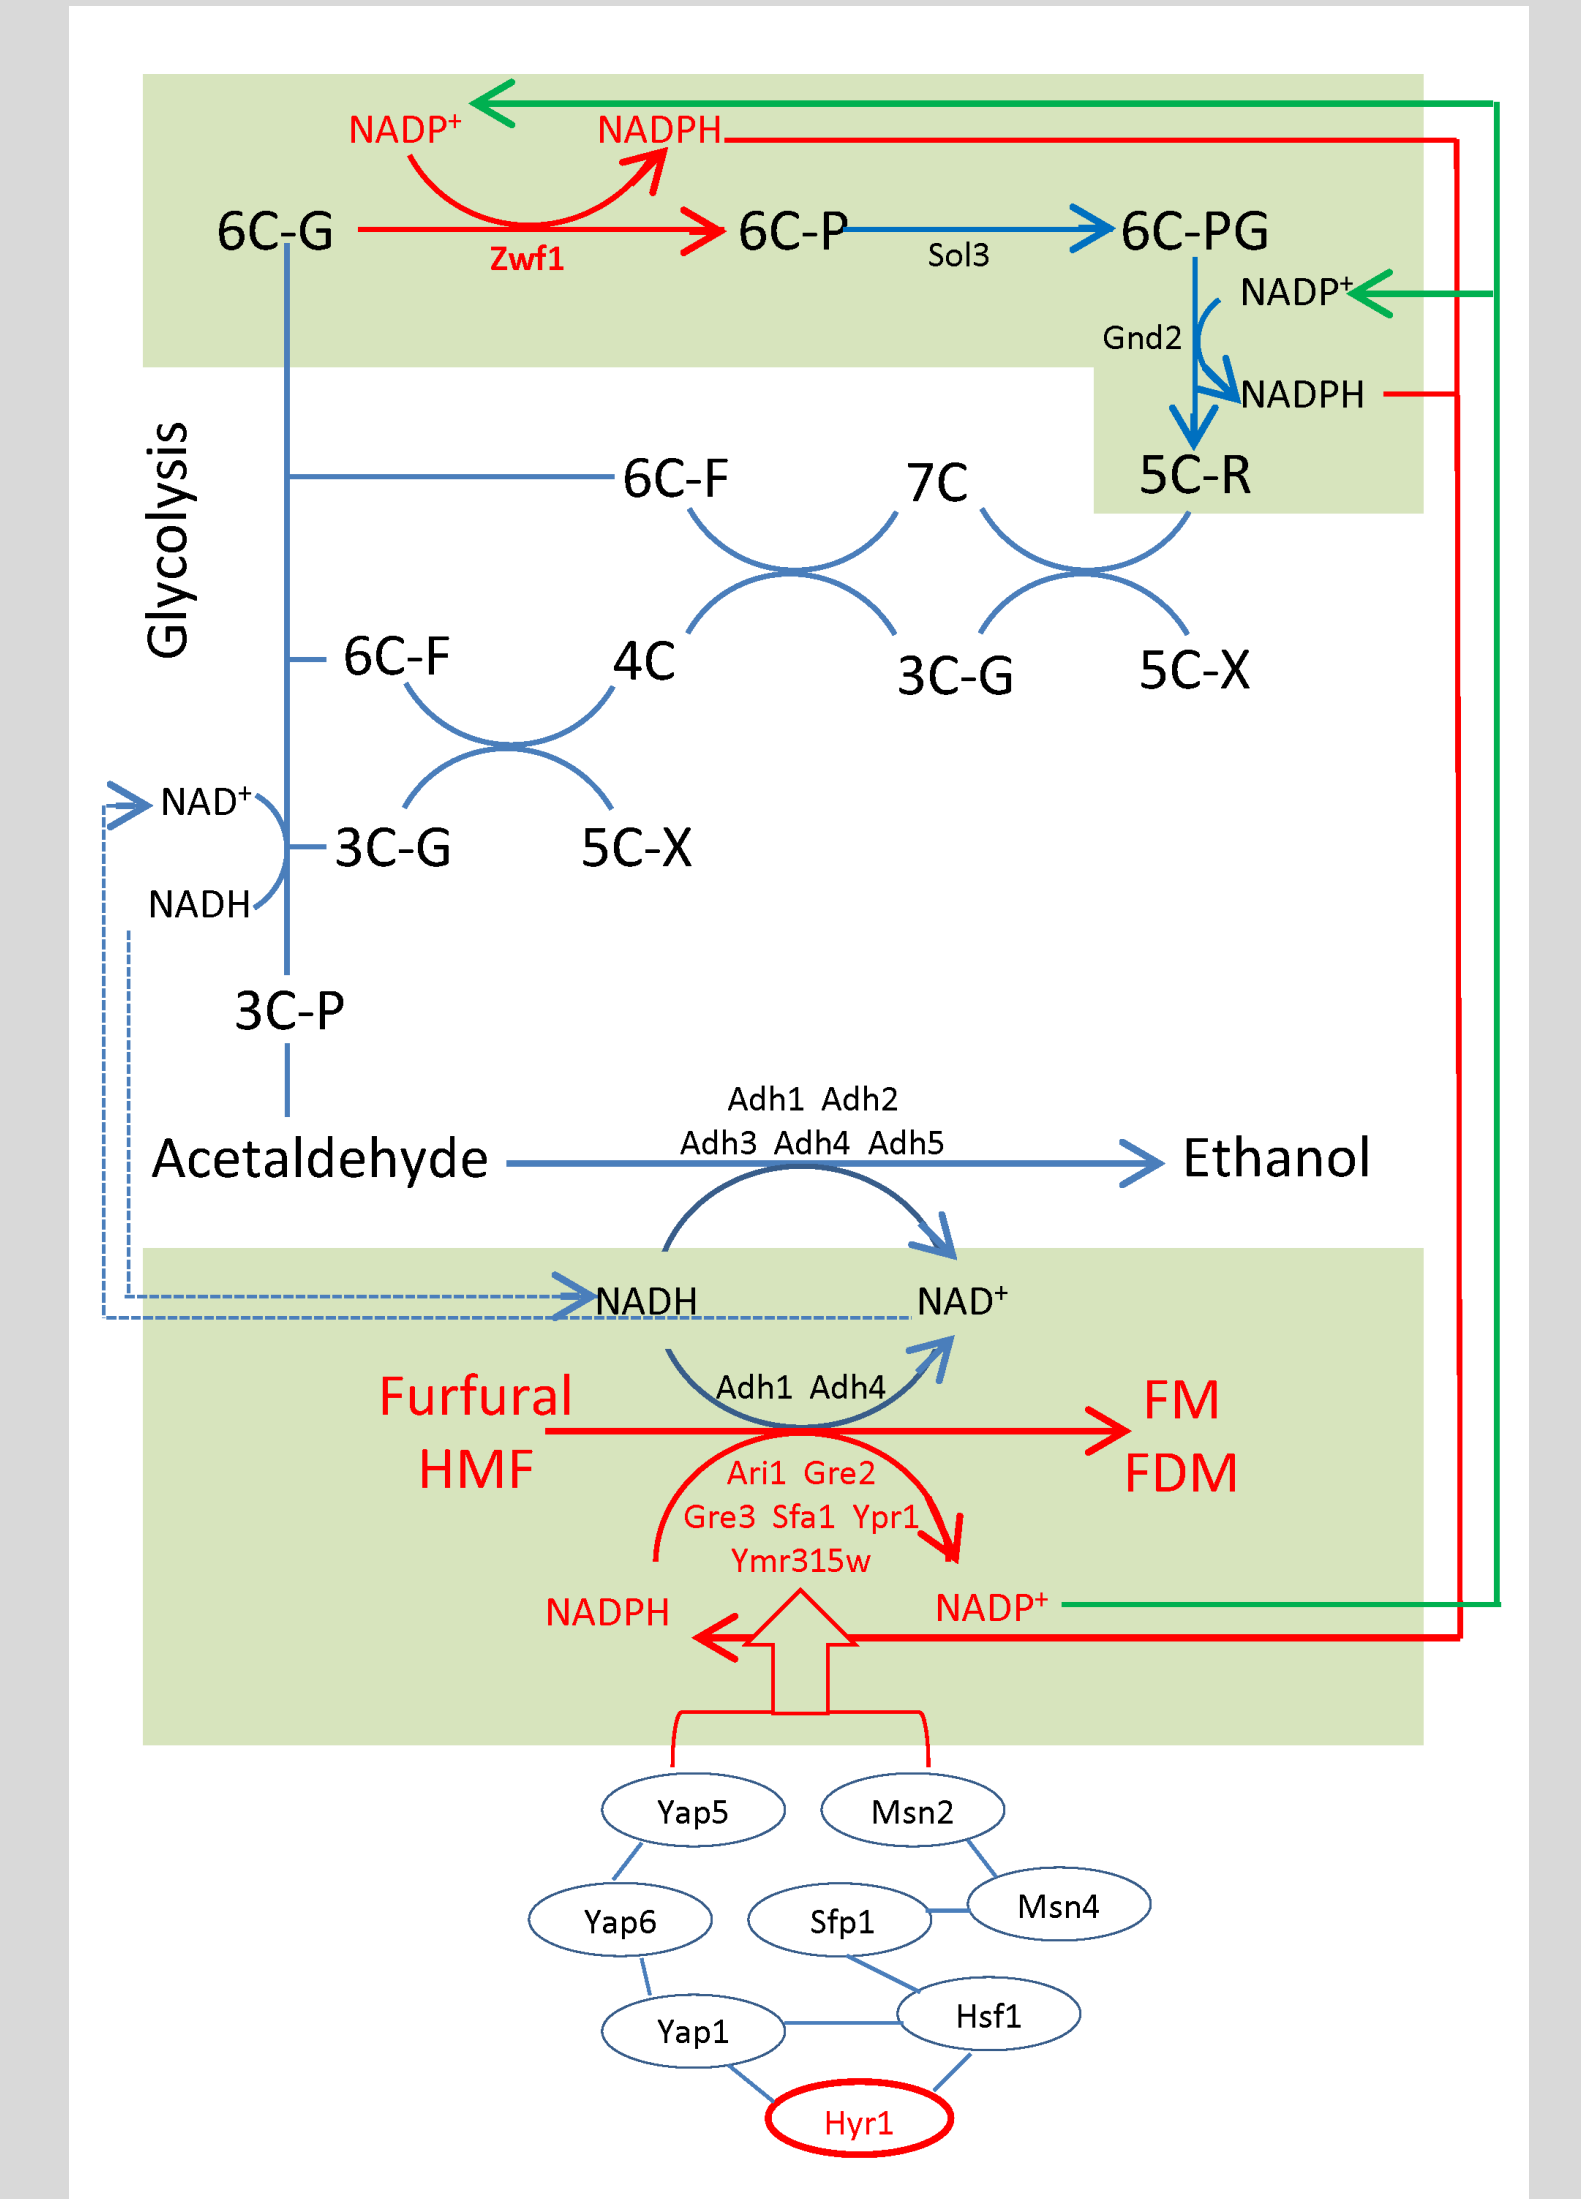 NADP⁺ NADPH
6C-G 6C-P 6C-PG
Zwf1 Sol3
NADP⁺
Gnd2
NADPH
Glycolysis
6C-F 7C 5C-R
6C-F 4C 3C-G 5C-X
NAD⁺
3C-G 5C-X
NADH
3C-P
Adh1 Adh2
Adh3 Adh4 Adh5
Acetaldehyde Ethanol
NADH NAD⁺
Adh1 Adh4
Furfural FM
HMF FDM
Ari1 Gre2
Gre3 Sfa1 Ypr1
Ymr315w
NADPH NADP⁺
Yap5 Msn2
Yap6 Sfp1 Msn4
Yap1 Hsf1
Hyr1